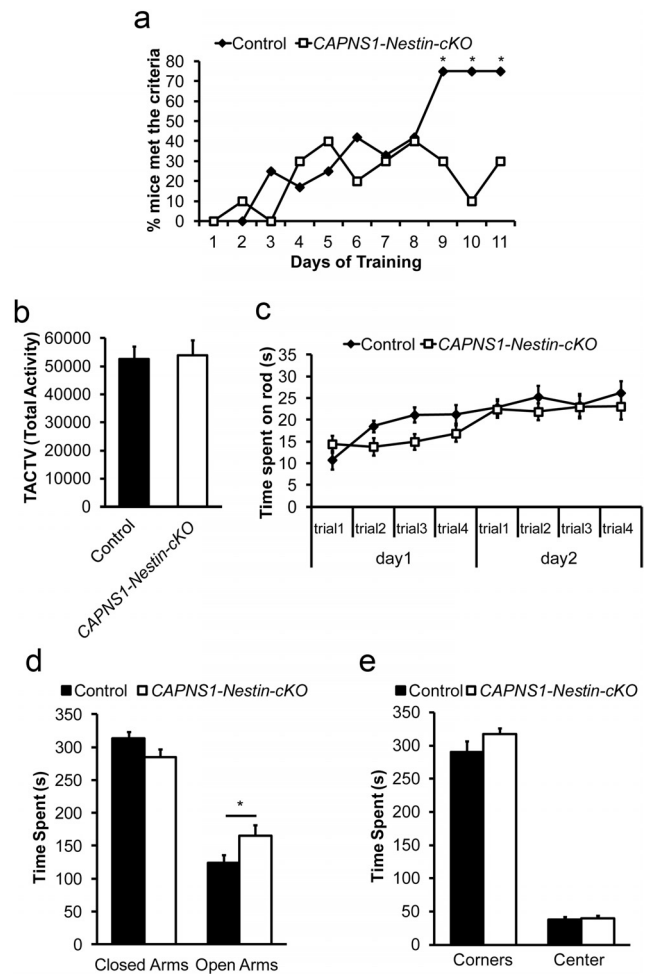 a
Control CAPNS1-Nestin-cKO
* * *
% mice met the criteria
80
70
60
50
40
30
20
10
0
1 2 3 4 5 6 7 8 9 10 11
Days of Training
b
TACTV (Total Activity)
60000
50000
40000
30000
20000
10000
0
Control
CAPNS1-Nestin-cKO
c
Control CAPNS1-Nestin-cKO
Time spent on rod (s)
35
30
25
20
15
10
5
0
trial1 trial2 trial3 trial4 trial1 trial2 trial3 trial4
day1 day2
d
Control CAPNS1-Nestin-cKO
Time Spent (s)
350
300
250
200
150
100
50
0
*
Closed Arms Open Arms
e
Control CAPNS1-Nestin-cKO
Time Spent (s)
350
300
250
200
150
100
50
0
Corners Center